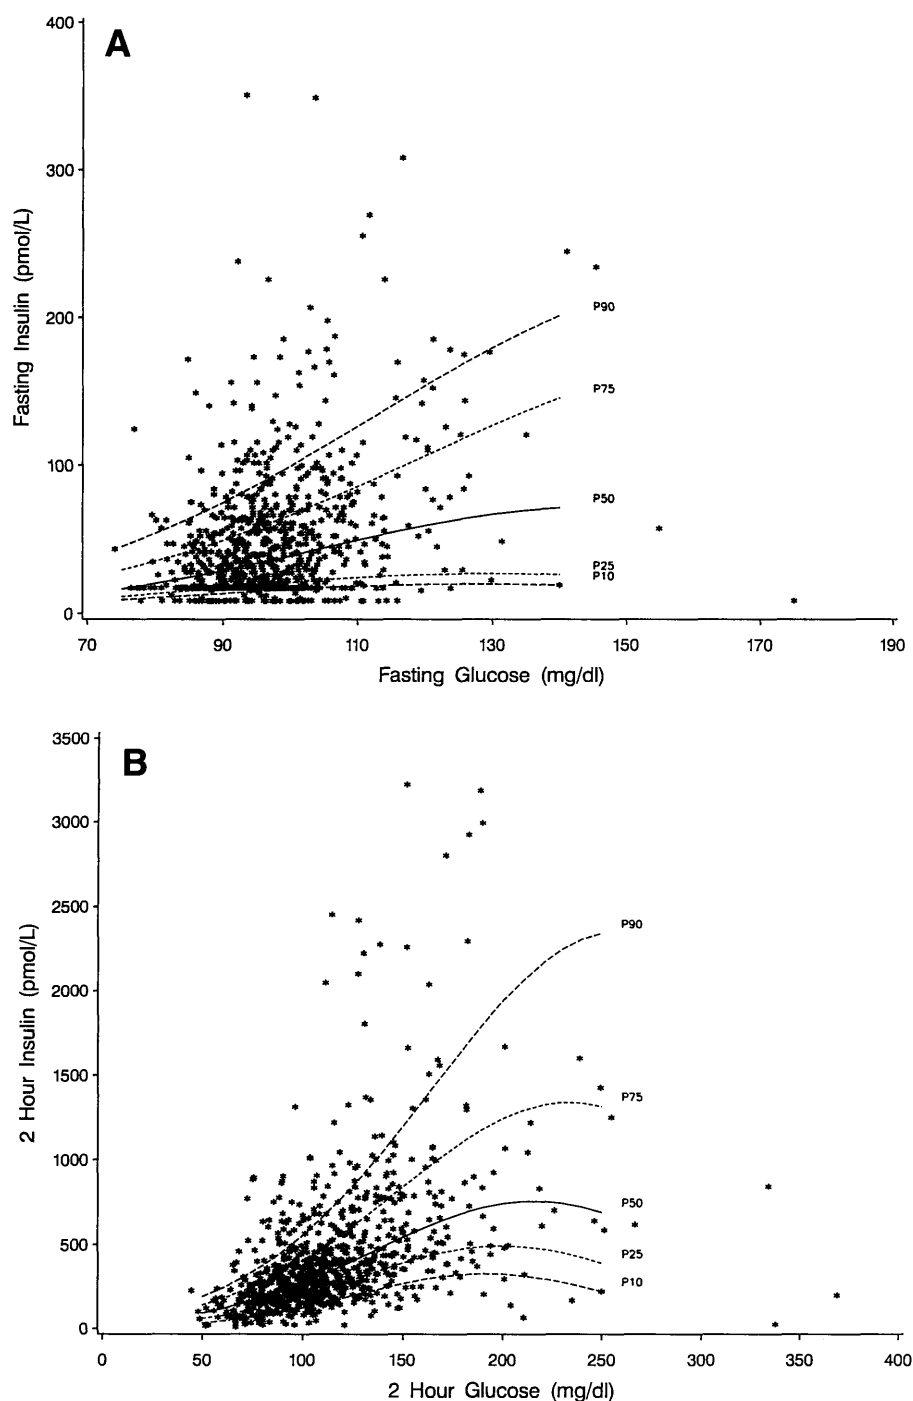 A
400
300
200
100
0
Fasting Insulin (pmol/L)
P90
P75
P50
P25
P10
70 90 110 130 150 170 190
Fasting Glucose (mg/dl)
B
3500
3000
2500
2000
1500
1000
500
0
2 Hour Insulin (pmol/L)
P90
P75
P50
P25
P10
0 50 100 150 200 250 300 350 400
2 Hour Glucose (mg/dl)